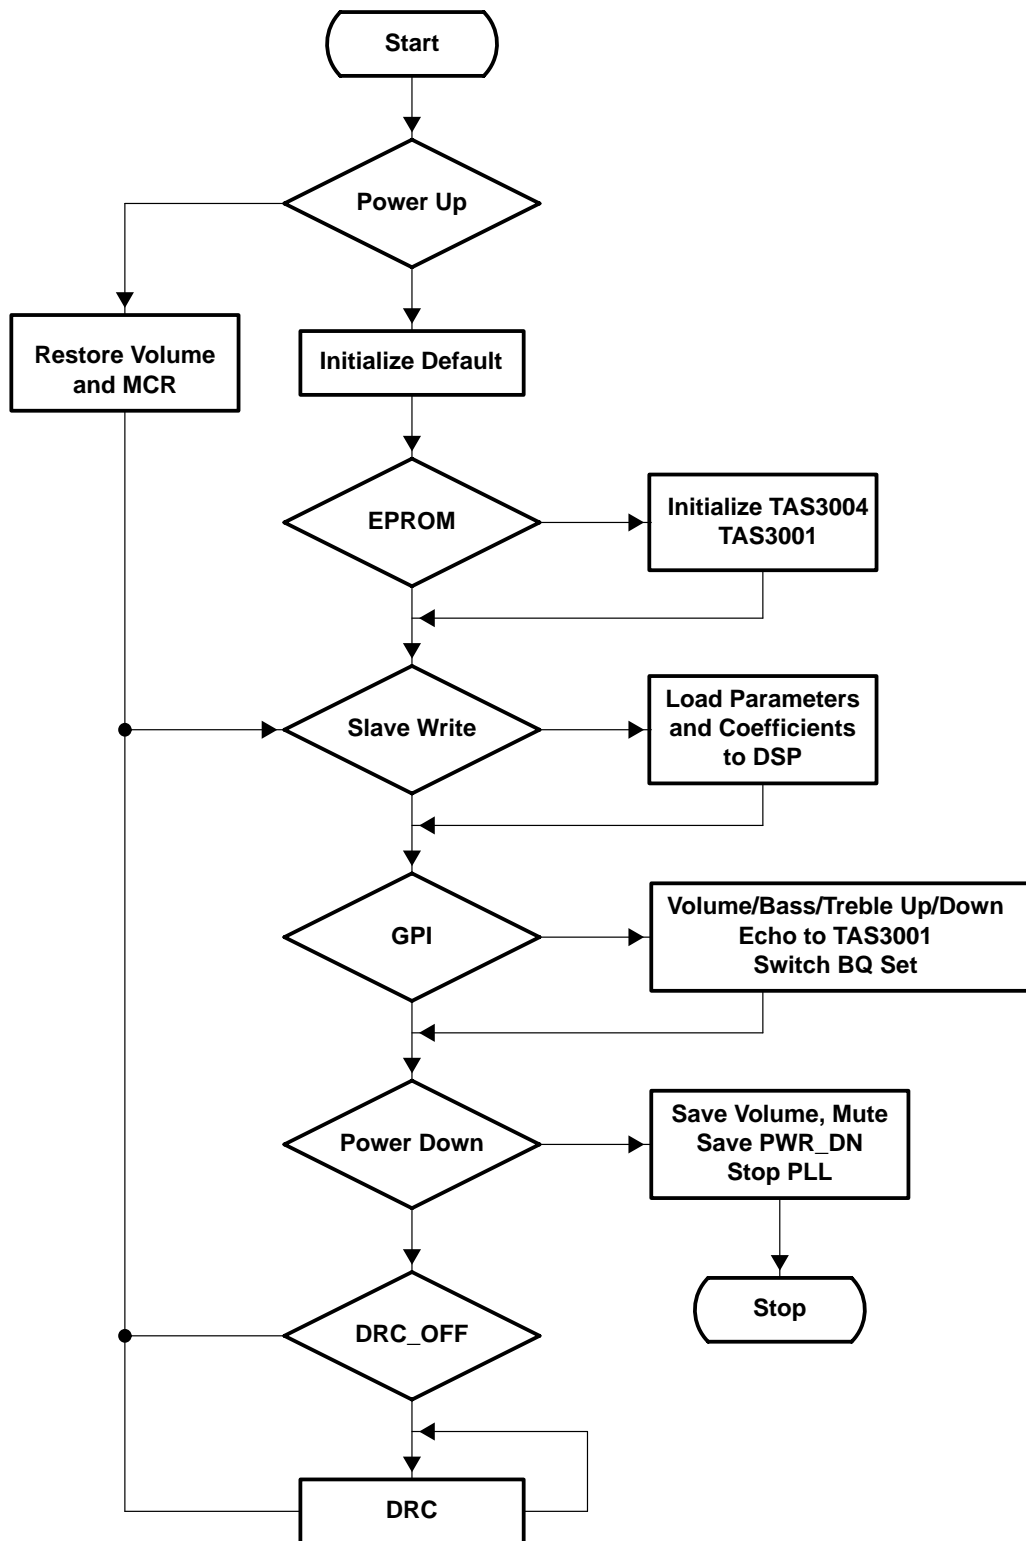 Start
Power Up
Restore Volume
and MCR
Initialize Default
EPROM
Initialize TAS3004
TAS3001
Slave Write
Load Parameters
and Coefficients
to DSP
GPI
Volume/Bass/Treble Up/Down
Echo to TAS3001
Switch BQ Set
Power Down
Save Volume, Mute
Save PWR_DN
Stop PLL
Stop
DRC_OFF
DRC